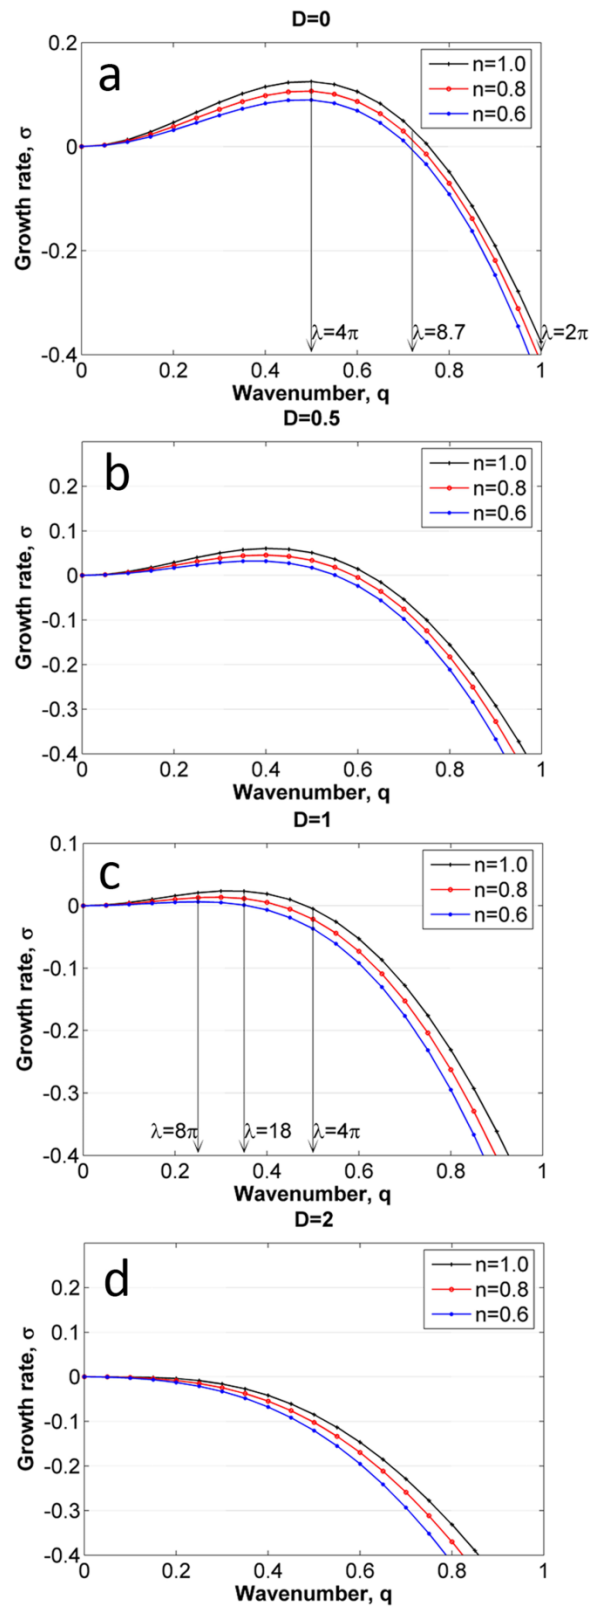 D=0
a
n=1.0
n=0.8
n=0.6
0.2
0
-0.2
-0.4
Growth rate, σ
λ=4π
λ=8.7
λ=2π
0 0.2 0.4 0.6 0.8 1
Wavenumber, q
D=0.5
b
n=1.0
n=0.8
n=0.6
0.2
0.1
0
-0.1
-0.2
-0.3
-0.4
Growth rate, σ
0 0.2 0.4 0.6 0.8 1
Wavenumber, q
D=1
c
n=1.0
n=0.8
n=0.6
0.1
0
-0.1
-0.2
-0.3
-0.4
Growth rate, σ
λ=8π
λ=18
λ=4π
0 0.2 0.4 0.6 0.8 1
Wavenumber, q
D=2
d
n=1.0
n=0.8
n=0.6
0.2
0.1
0
-0.1
-0.2
-0.3
-0.4
Growth rate, σ
0 0.2 0.4 0.6 0.8 1
Wavenumber, q